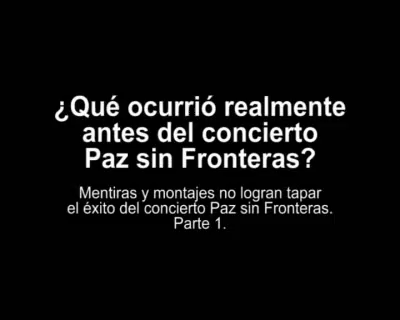 ¿Qué ocurrió realmente
antes del concierto
Paz sin Fronteras?
Mentiras y montajes no logran tapar
el éxito del concierto Paz sin Fronteras.
Parte 1.